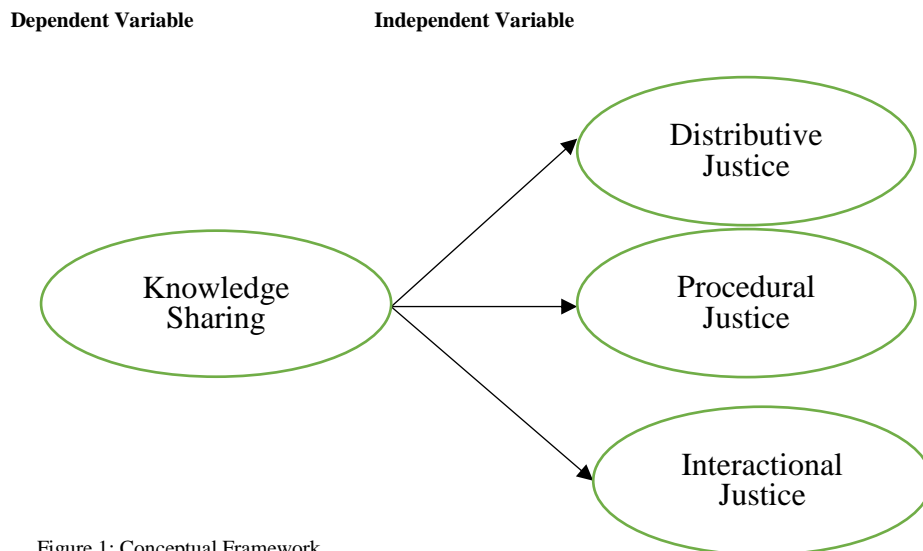 Dependent Variable
Independent Variable
Distributive
Justice
Knowledge
Sharing
Procedural
Justice
Interactional
Justice
Figure 1: Conceptual Framework